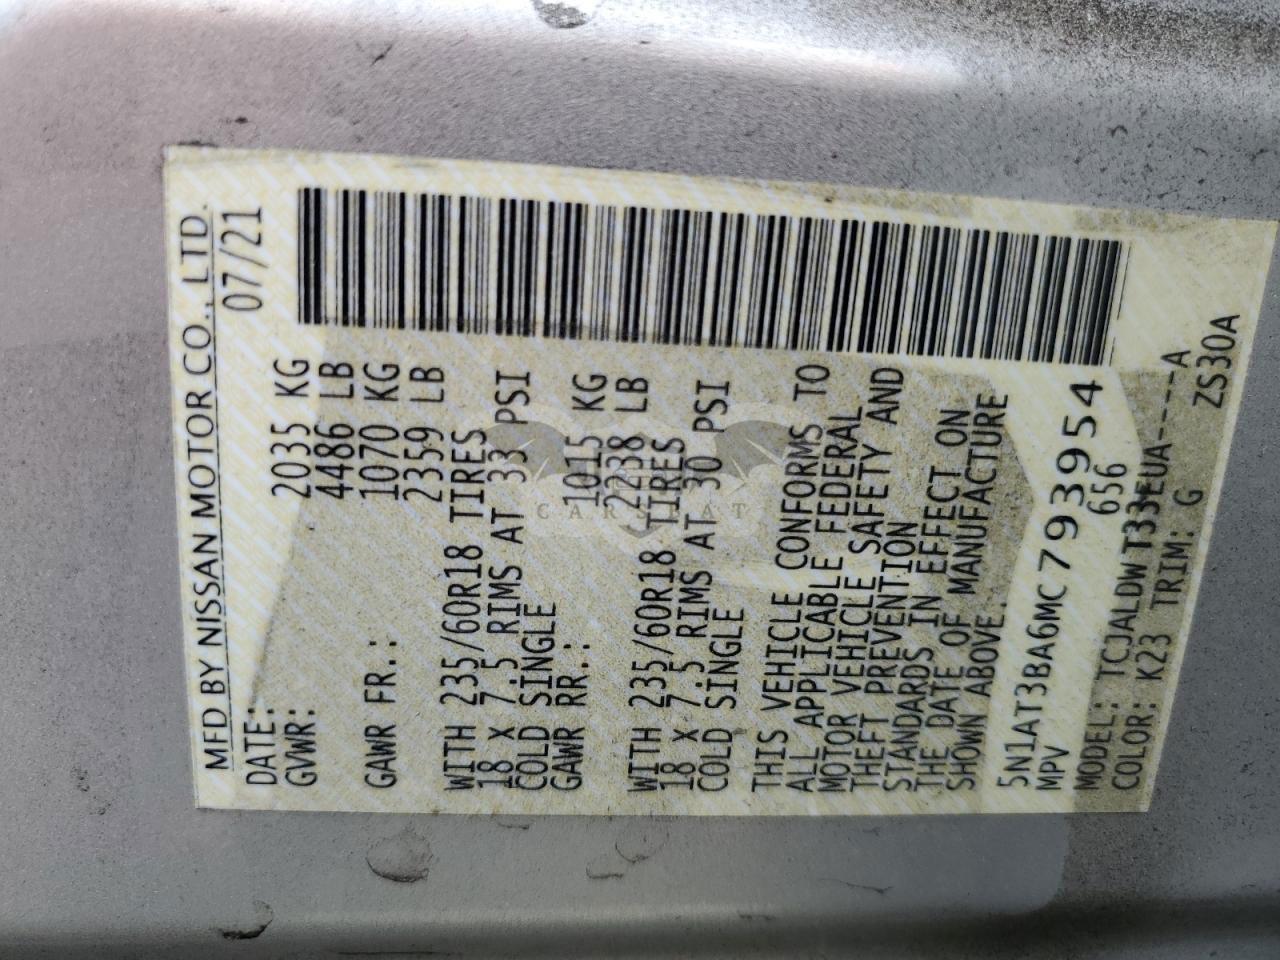 MFD BY NISSAN MOTOR CO., LTD.
DATE: 07/21
GVWR: 2035 KG
4486 LB
GAWR FR.: 1070 KG
2359 LB
WITH 235/60R18 TIRES
18 X 7.5 RIMS AT 33 PSI
COLD SINGLE
GAWR RR.: 1015 KG
2238 LB
WITH 235/60R18 TIRES
18 X 7.5 RIMS AT 30 PSI
COLD SINGLE
THIS VEHICLE CONFORMS TO
ALL APPLICABLE FEDERAL
MOTOR VEHICLE SAFETY AND
THEFT PREVENTION
STANDARDS IN EFFECT ON
THE DATE OF MANUFACTURE
SHOWN ABOVE.
5N1AT3BA6MC793954
MPV 656
MODEL: TCJALDWT33EUA-----A
COLOR: K23 TRIM: G ZS30A
CARSEAT